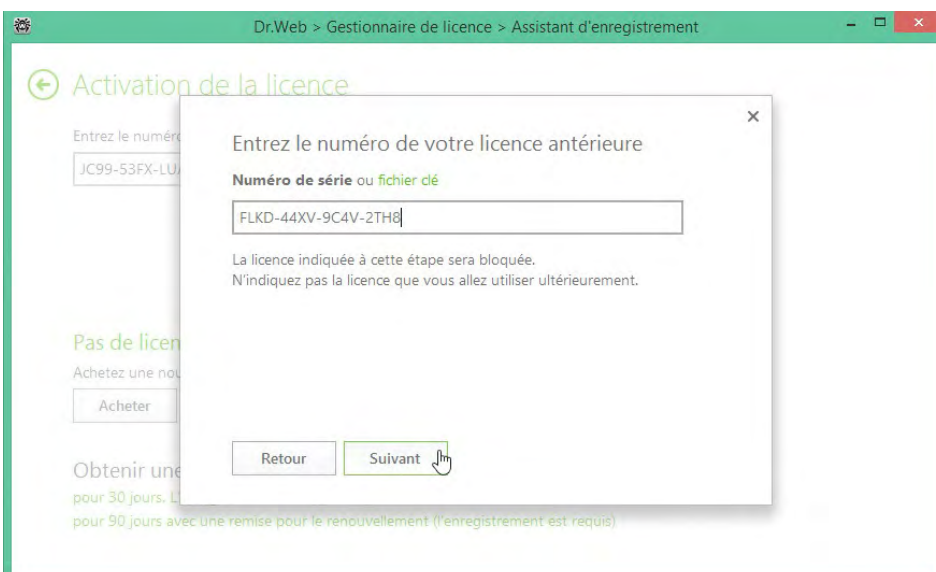 Dr.Web > Gestionnaire de licence > Assistant d'enregistrement
Activation de la licence
Entrez le numéro
JC99-53FX-LU
Entrez le numéro de votre licence antérieure
Numéro de série ou fichier clé
FLKD-44XV-9C4V-2TH8
La licence indiquée à cette étape sera bloquée.
N'indiquez pas la licence que vous allez utiliser ultérieurement.
Pas de licen
Achetez une nou
Acheter
Retour
Suivant
Obtenir une
pour 30 jours.
pour 90 jours avec une remise pour le renouvellement (l'enregistrement est requis)